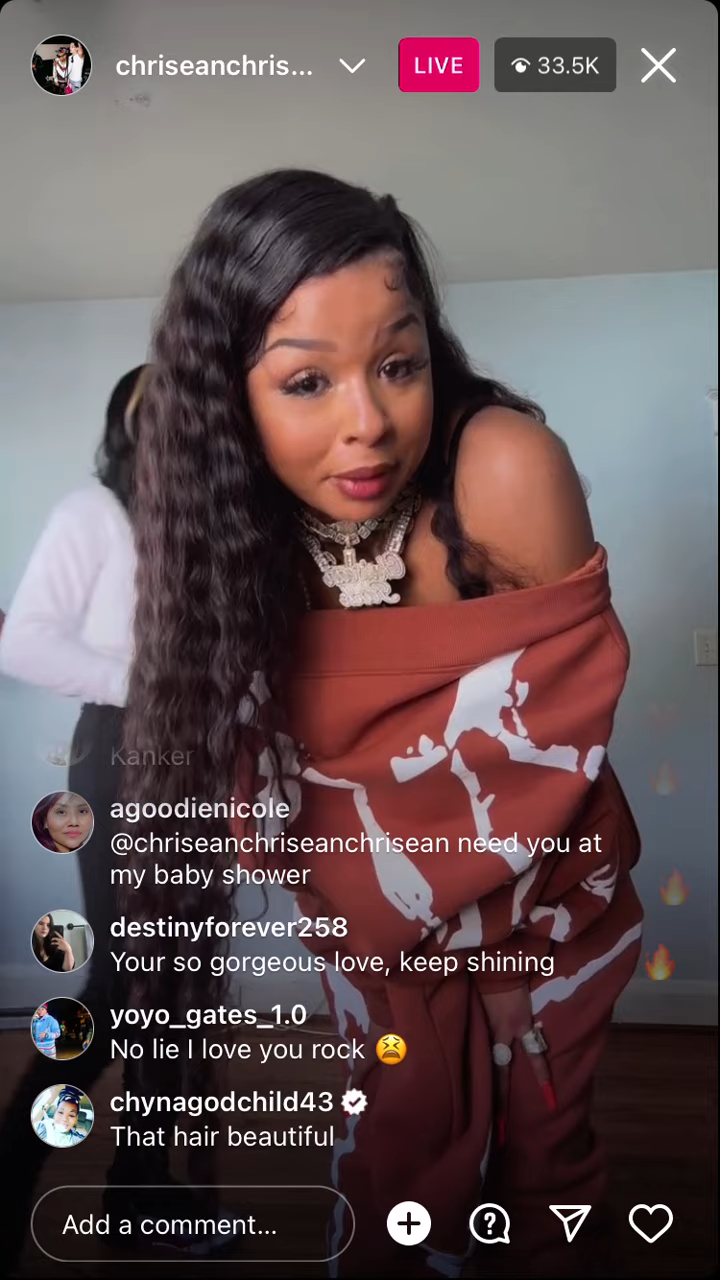 chriseanchris...
LIVE
33.5K
Kanker
agoodienicole
@chriseanchriseanchrisean need you at
my baby shower
destinyforever258
Your so gorgeous love, keep shining
yoyo_gates_1.0
No lie I love you rock 😫
chynagodchild43
That hair beautiful
Add a comment...